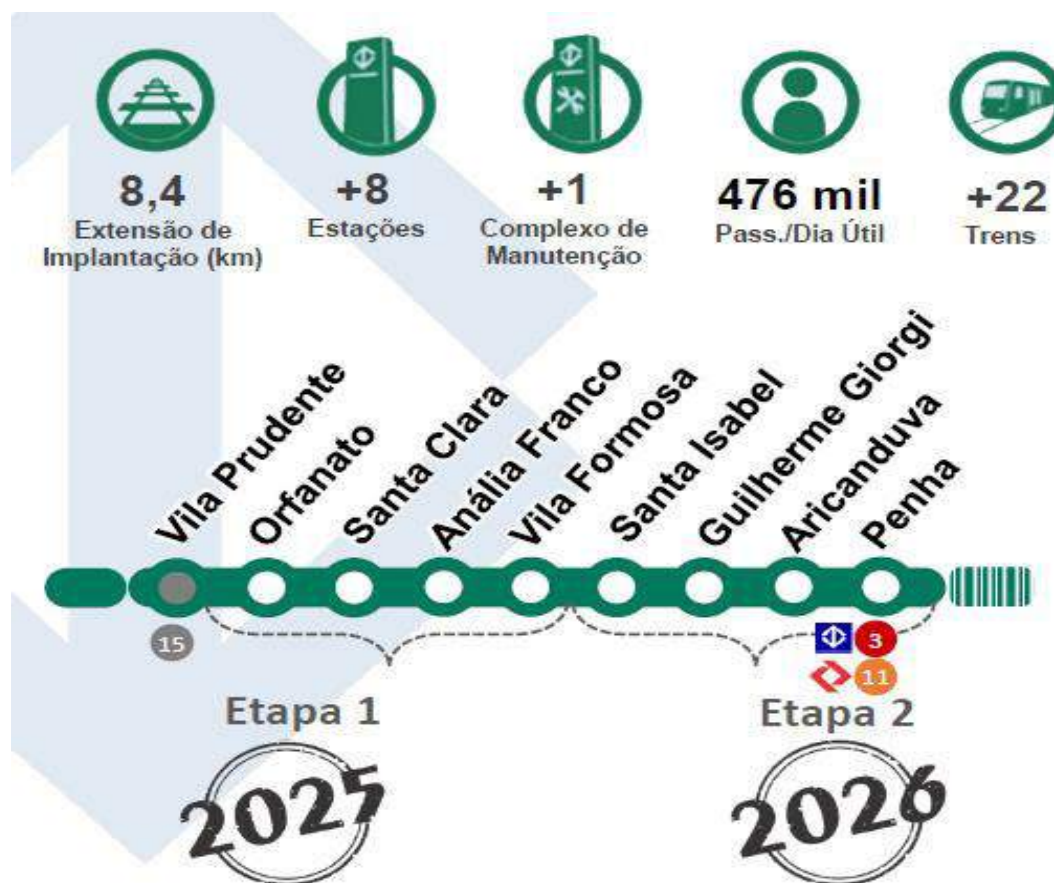 8,4
Extensão de
Implantação (km)
+8
Estações
+1
Complexo de
Manutenção
476 mil
Pass./Dia Útil
+22
Trens
Vila Prudente
Orfanato
Santa Clara
Anália Franco
Vila Formosa
Santa Isabel
Guilherme Giorgi
Aricanduva
Penha
15
3
11
Etapa 1
2025
Etapa 2
2026